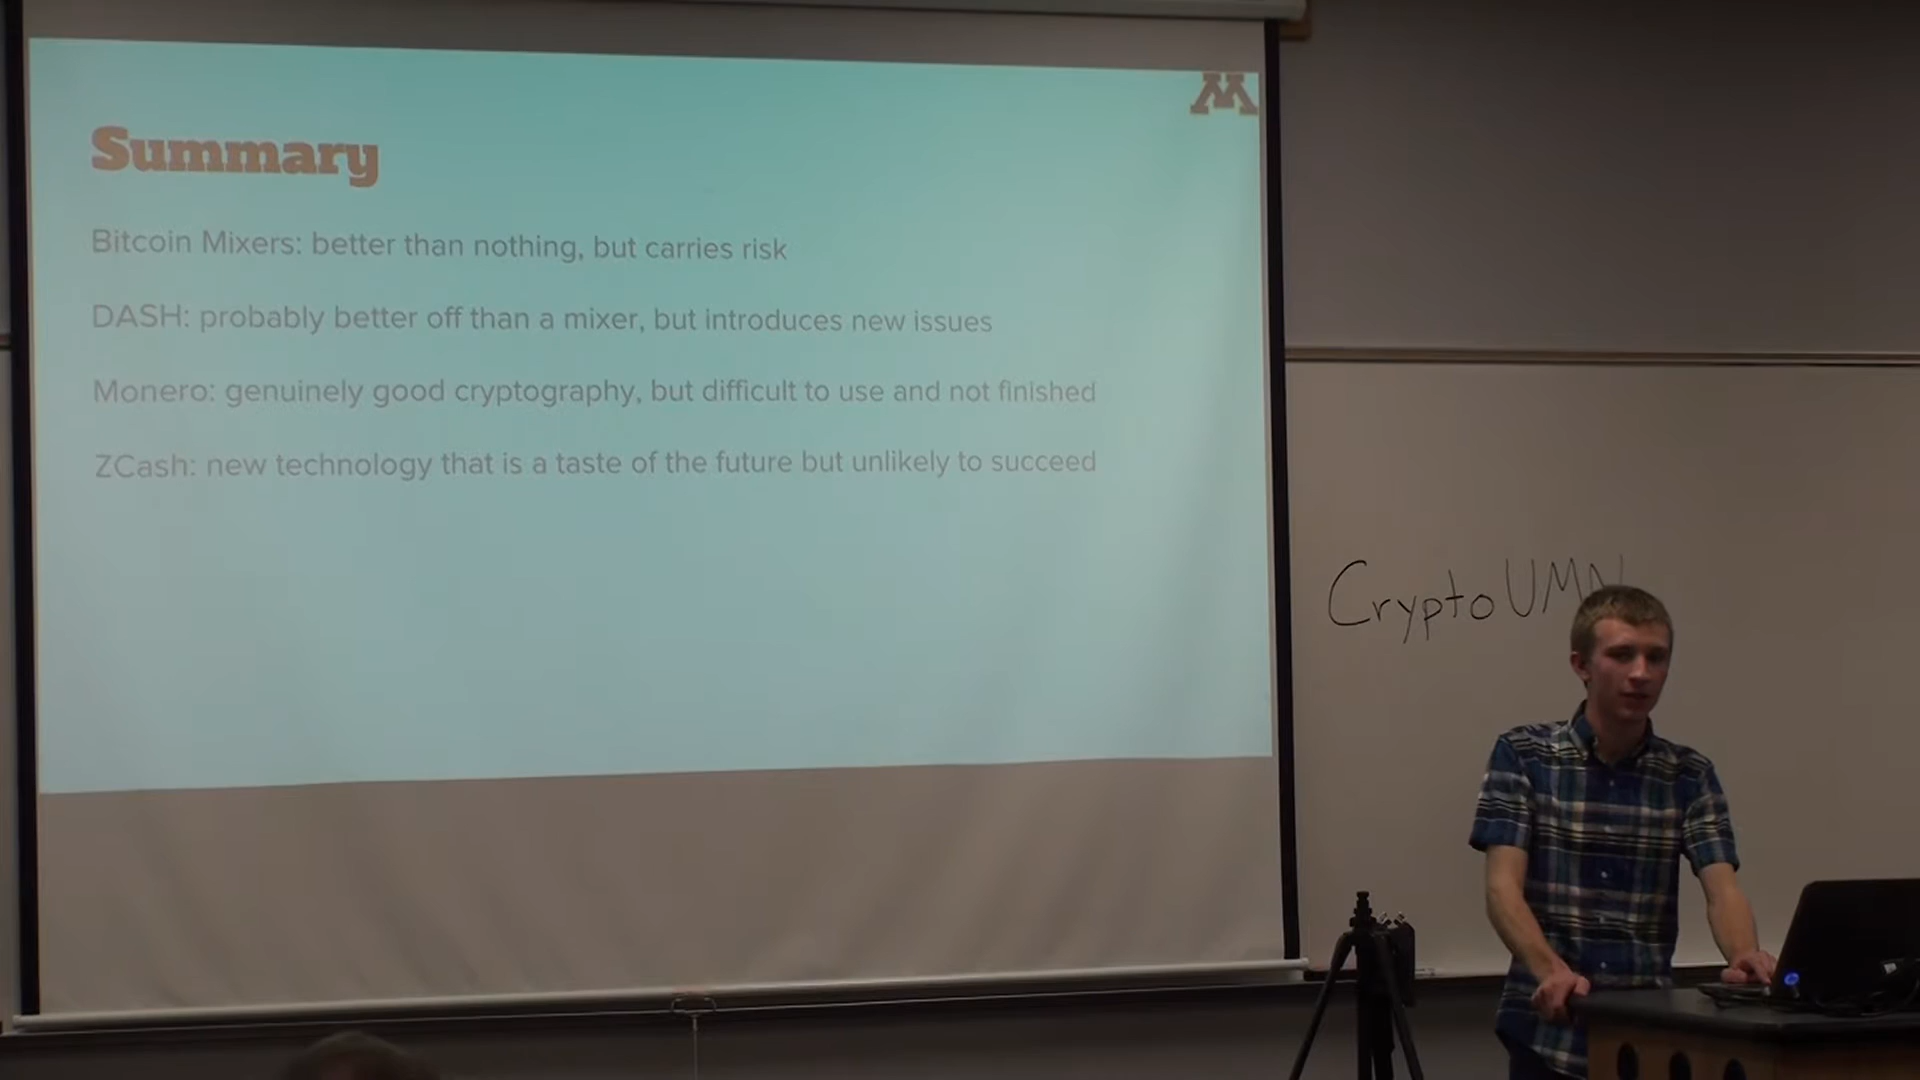 M
Summary
Bitcoin Mixers: better than nothing, but carries risk
DASH: probably better off than a mixer, but introduces new issues
Monero: genuinely good cryptography, but difficult to use and not finished
ZCash: new technology that is a taste of the future but unlikely to succeed
Crypto UMN